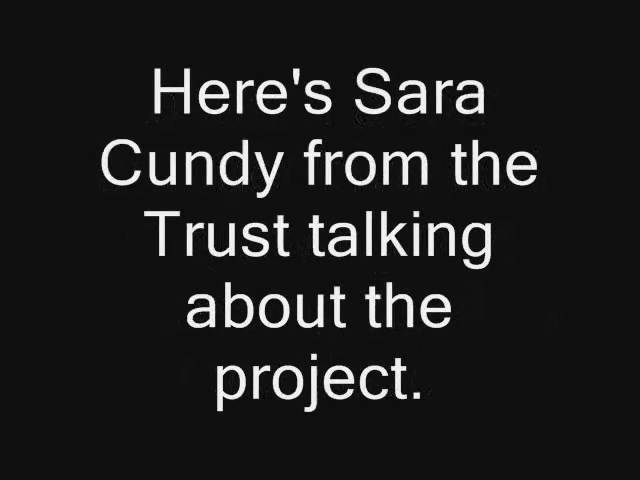 Here's Sara
Cundy from the
Trust talking
about the
project.